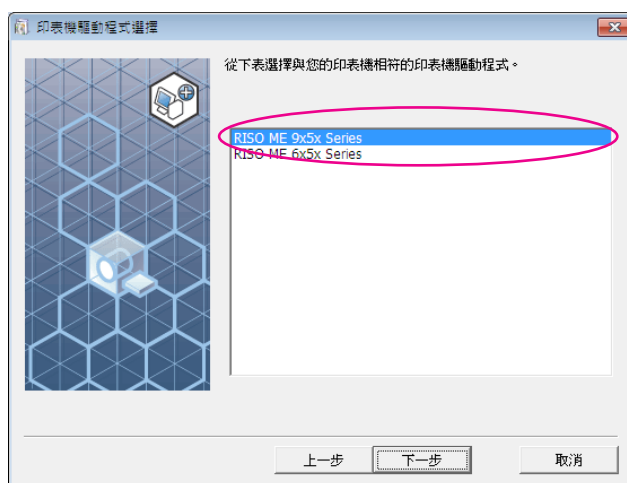 印表機驅動程式選擇
從下表選擇與您的印表機相符的印表機驅動程式。
RISO ME 9x5x Series
RISO ME 6x5x Series
上一步 下一步 取消